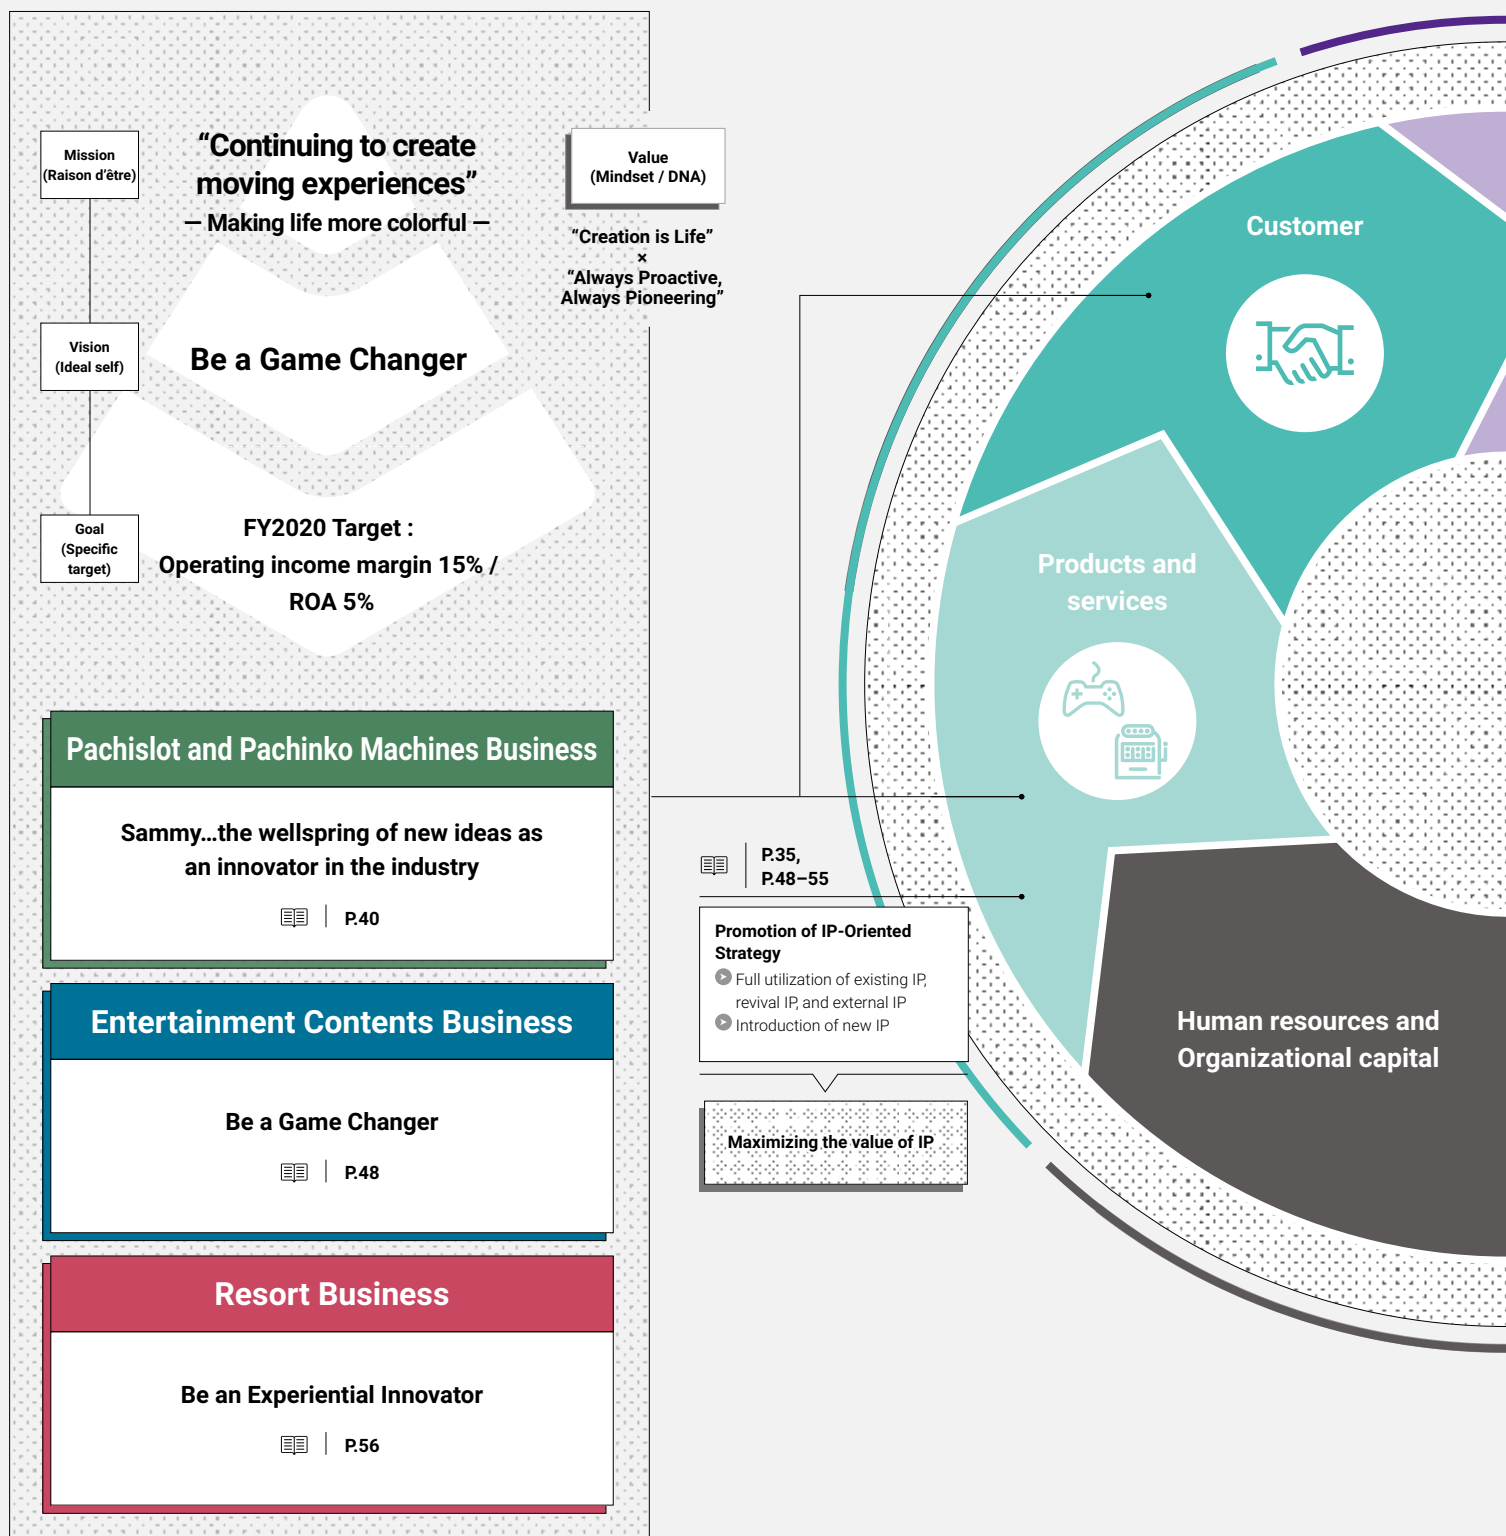 Mission
(Raison d’être)
“Continuing to create
moving experiences”
— Making life more colorful —
Value
(Mindset / DNA)
“Creation is Life”
×
“Always Proactive,
Always Pioneering”
Vision
(Ideal self)
Be a Game Changer
Goal
(Specific
target)
FY2020 Target :
Operating income margin 15% /
ROA 5%
Pachislot and Pachinko Machines Business
Sammy...the wellspring of new ideas as
an innovator in the industry
P.40
Entertainment Contents Business
Be a Game Changer
P.48
Resort Business
Be an Experiential Innovator
P.56
P.35,
P.48–55
Promotion of IP-Oriented
Strategy
Full utilization of existing IP,
revival IP, and external IP
Introduction of new IP
Maximizing the value of IP
Customer
Products and
services
Human resources and
Organizational capital